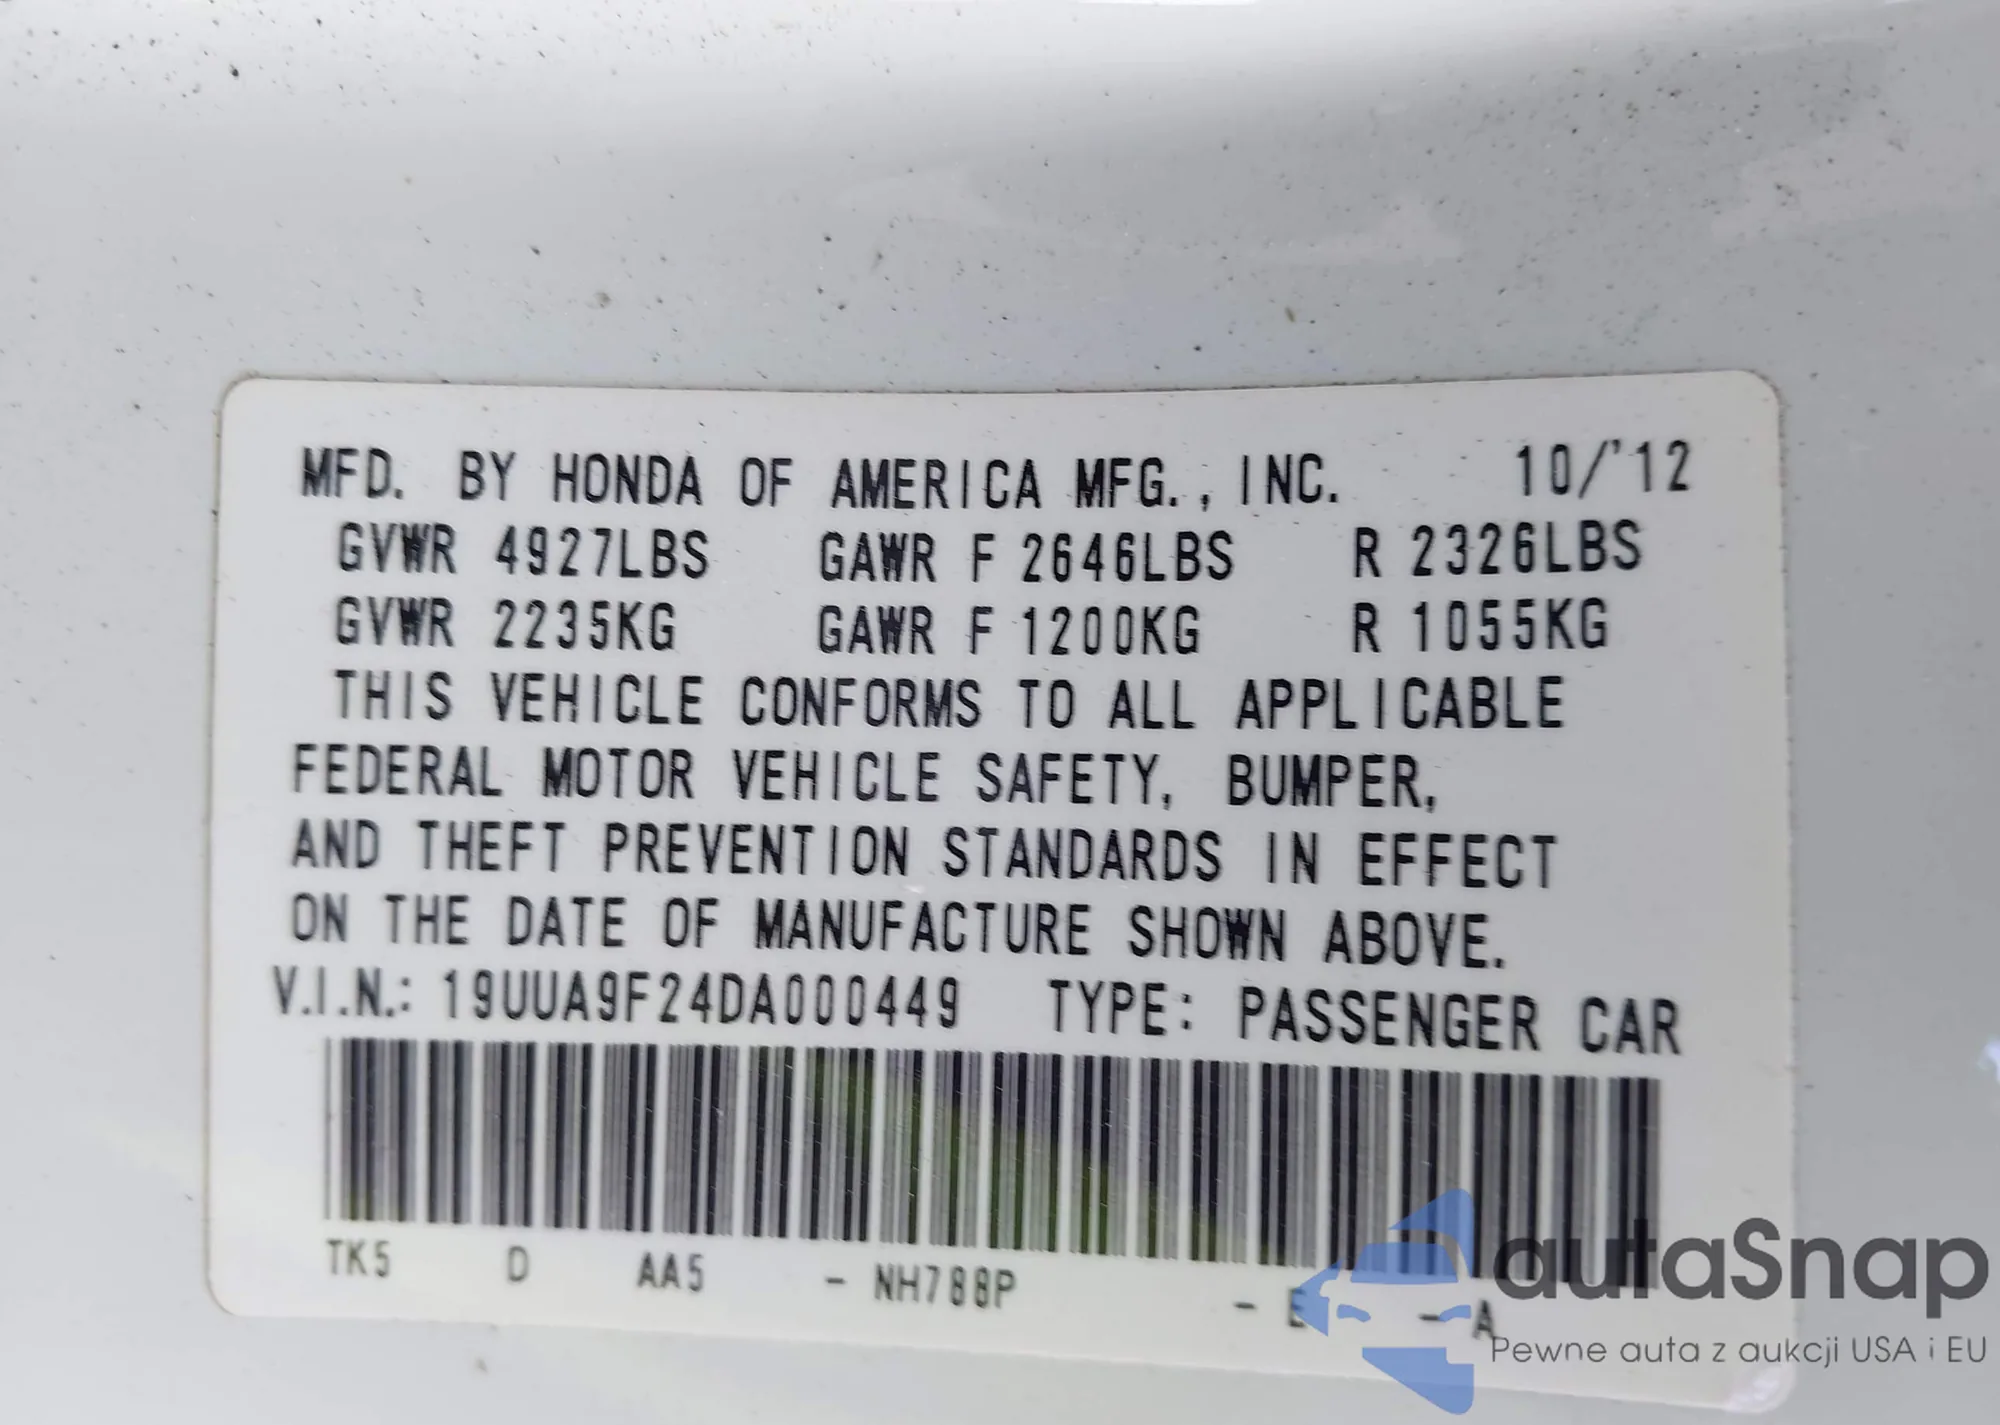 MFD. BY HONDA OF AMERICA MFG., INC. 10/'12
GVWR 4927LBS GAWR F 2646LBS R 2326LBS
GVWR 2235KG GAWR F 1200KG R 1055KG
THIS VEHICLE CONFORMS TO ALL APPLICABLE
FEDERAL MOTOR VEHICLE SAFETY, BUMPER,
AND THEFT PREVENTION STANDARDS IN EFFECT
ON THE DATE OF MANUFACTURE SHOWN ABOVE.
V.I.N.: 19UUA9F24DA000449 TYPE: PASSENGER CAR
TK5 D AA5 - NH788P - E - A
autaSnap
Pewne auta z aukcji USA i EU